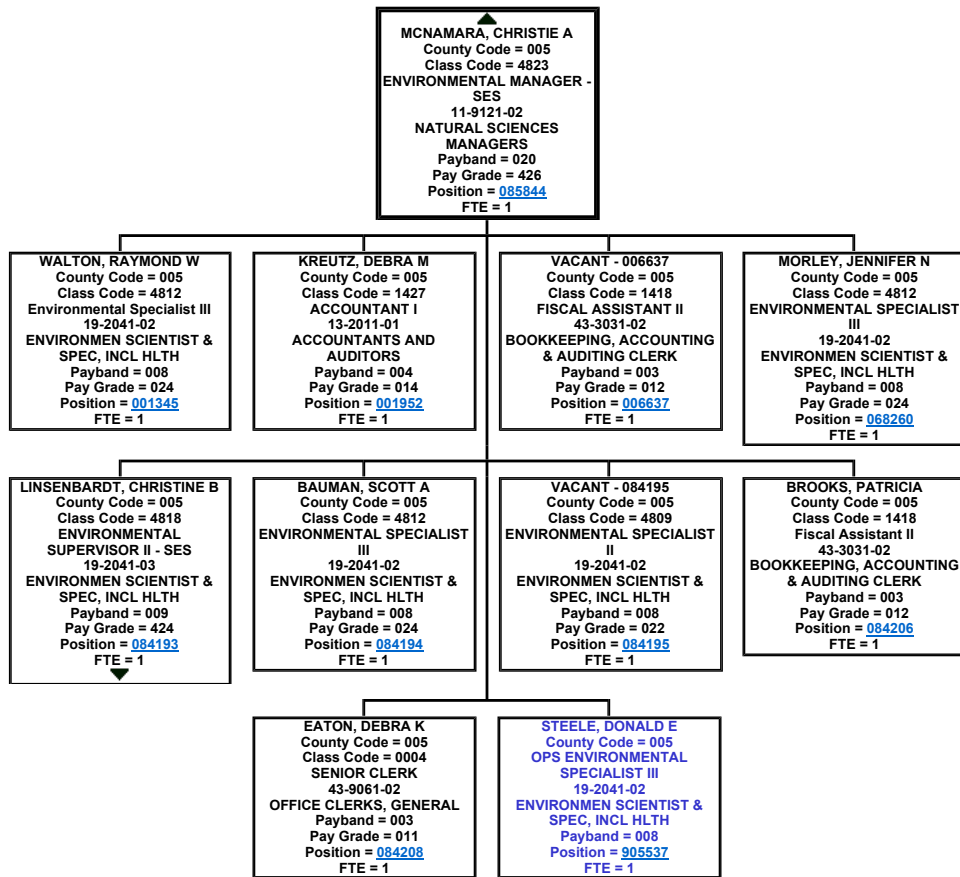 MCNAMARA, CHRISTIE A
County Code = 005
Class Code = 4823
ENVIRONMENTAL MANAGER -
SES
11-9121-02
NATURAL SCIENCES
MANAGERS
Payband = 020
Pay Grade = 426
Position = 085844
FTE = 1
WALTON, RAYMOND W
County Code = 005
Class Code = 4812
Environmental Specialist III
19-2041-02
ENVIRONMEN SCIENTIST &
SPEC, INCL HLTH
Payband = 008
Pay Grade = 024
Position = 001345
FTE = 1
KREUTZ, DEBRA M
County Code = 005
Class Code = 1427
ACCOUNTANT I
13-2011-01
ACCOUNTANTS AND
AUDITORS
Payband = 004
Pay Grade = 014
Position = 001952
FTE = 1
VACANT - 006637
County Code = 005
Class Code = 1418
FISCAL ASSISTANT II
43-3031-02
BOOKKEEPING, ACCOUNTING
& AUDITING CLERK
Payband = 003
Pay Grade = 012
Position = 006637
FTE = 1
MORLEY, JENNIFER N
County Code = 005
Class Code = 4812
ENVIRONMENTAL SPECIALIST
III
19-2041-02
ENVIRONMEN SCIENTIST &
SPEC, INCL HLTH
Payband = 008
Pay Grade = 024
Position = 068260
FTE = 1
LINSENBARDT, CHRISTINE B
County Code = 005
Class Code = 4818
ENVIRONMENTAL
SUPERVISOR II - SES
19-2041-03
ENVIRONMEN SCIENTIST &
SPEC, INCL HLTH
Payband = 009
Pay Grade = 424
Position = 084193
FTE = 1
BAUMAN, SCOTT A
County Code = 005
Class Code = 4812
ENVIRONMENTAL SPECIALIST
III
19-2041-02
ENVIRONMEN SCIENTIST &
SPEC, INCL HLTH
Payband = 008
Pay Grade = 024
Position = 084194
FTE = 1
VACANT - 084195
County Code = 005
Class Code = 4809
ENVIRONMENTAL SPECIALIST
II
19-2041-02
ENVIRONMEN SCIENTIST &
SPEC, INCL HLTH
Payband = 008
Pay Grade = 022
Position = 084195
FTE = 1
BROOKS, PATRICIA
County Code = 005
Class Code = 1418
Fiscal Assistant II
43-3031-02
BOOKKEEPING, ACCOUNTING
& AUDITING CLERK
Payband = 003
Pay Grade = 012
Position = 084206
FTE = 1
EATON, DEBRA K
County Code = 005
Class Code = 0004
SENIOR CLERK
43-9061-02
OFFICE CLERKS, GENERAL
Payband = 003
Pay Grade = 011
Position = 084208
FTE = 1
STEELE, DONALD E
County Code = 005
OPS ENVIRONMENTAL
SPECIALIST III
19-2041-02
ENVIRONMEN SCIENTIST &
SPEC, INCL HLTH
Payband = 008
Position = 905537
FTE = 1